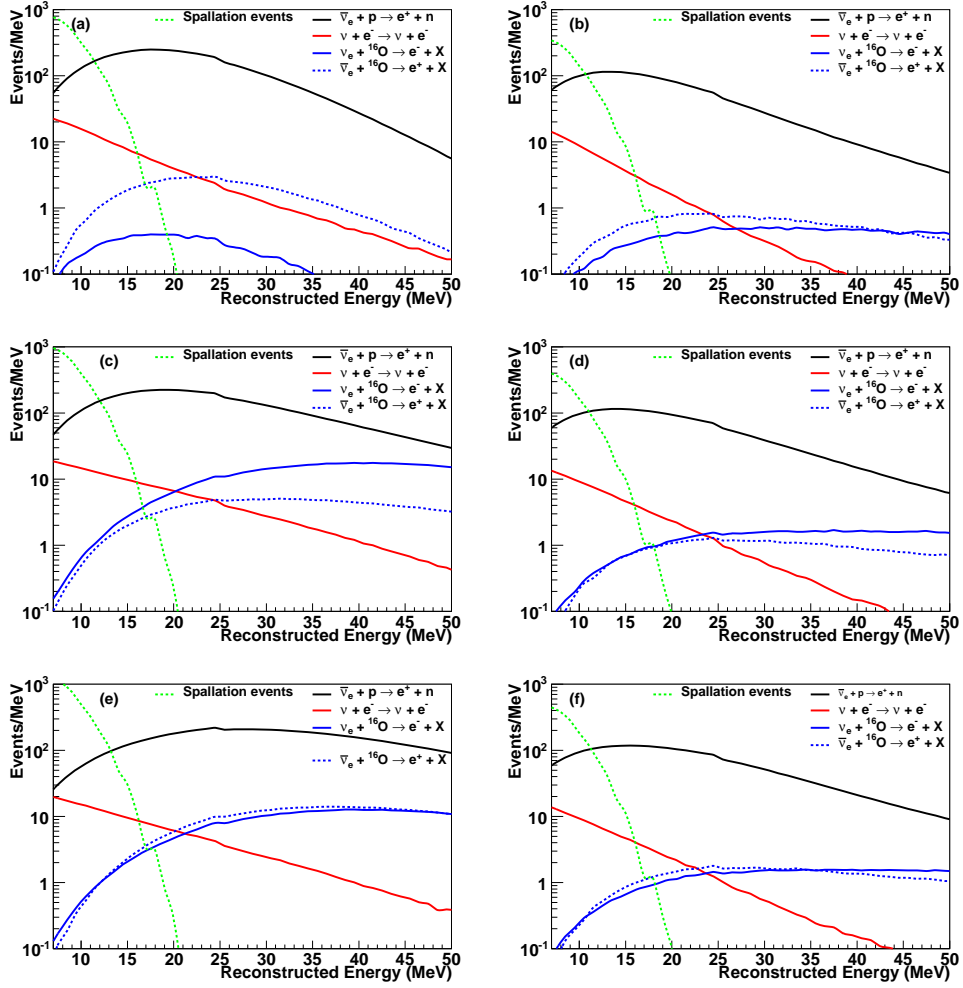 (a)
Spallation events
ν̅e + p → e+ + n
ν + e- → ν + e-
νe + 16O → e- + X
ν̅e + 16O → e+ + X
Events/MeV
103
102
10
1
10-1
10 15 20 25 30 35 40 45 50
Reconstructed Energy (MeV)
(b)
Spallation events
ν̅e + p → e+ + n
ν + e- → ν + e-
νe + 16O → e- + X
ν̅e + 16O → e+ + X
Events/MeV
103
102
10
1
10-1
10 15 20 25 30 35 40 45 50
Reconstructed Energy (MeV)
(c)
Spallation events
ν̅e + p → e+ + n
ν + e- → ν + e-
νe + 16O → e- + X
ν̅e + 16O → e+ + X
Events/MeV
103
102
10
1
10-1
10 15 20 25 30 35 40 45 50
Reconstructed Energy (MeV)
(d)
Spallation events
ν̅e + p → e+ + n
ν + e- → ν + e-
νe + 16O → e- + X
ν̅e + 16O → e+ + X
Events/MeV
103
102
10
1
10-1
10 15 20 25 30 35 40 45 50
Reconstructed Energy (MeV)
(e)
Spallation events
ν̅e + p → e+ + n
ν + e- → ν + e-
νe + 16O → e- + X
ν̅e + 16O → e+ + X
Events/MeV
103
102
10
1
10-1
10 15 20 25 30 35 40 45 50
Reconstructed Energy (MeV)
(f)
Spallation events
ν̅e + p → e+ + n
ν + e- → ν + e-
νe + 16O → e- + X
ν̅e + 16O → e+ + X
Events/MeV
103
102
10
1
10-1
10 15 20 25 30 35 40 45 50
Reconstructed Energy (MeV)